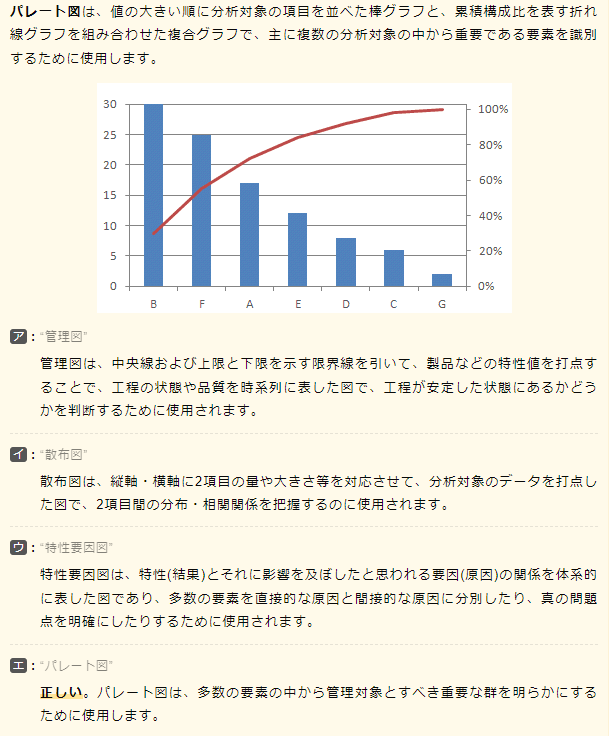 パレート図は、値の大きい順に分析対象の項目を並べた棒グラフと、累積構成比を表す折れ
線グラフを組み合わせた複合グラフで、主に複数の分析対象の中から重要である要素を識別
するために使用します。
30
25
20
15
10
5
0
100%
80%
60%
40%
20%
0%
B F A E D C G
ア：“管理図”
管理図は、中央線および上限と下限を示す限界線を引いて、製品などの特性値を打点す
ることで、工程の状態や品質を時系列に表した図で、工程が安定した状態にあるかどう
かを判断するために使用されます。
イ：“散布図”
散布図は、縦軸・横軸に2項目の量や大きさ等を対応させて、分析対象のデータを打点し
た図で、2項目間の分布・相関関係を把握するのに使用されます。
ウ：“特性要因図”
特性要因図は、特性(結果)とそれに影響を及ぼしたと思われる要因(原因)の関係を体系的
に表した図であり、多数の要素を直接的な原因と間接的な原因に分別したり、真の問題
点を明確にしたりするために使用されます。
エ：“パレート図”
正しい。パレート図は、多数の要素の中から管理対象とすべき重要な群を明らかにする
ために使用します。